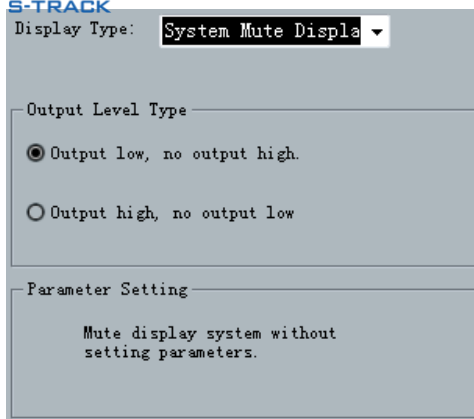 S-TRACK
Display Type: System Mute Displa
Output Level Type
Output low, no output high.
Output high, no output low
Parameter Setting
Mute display system without
setting parameters.